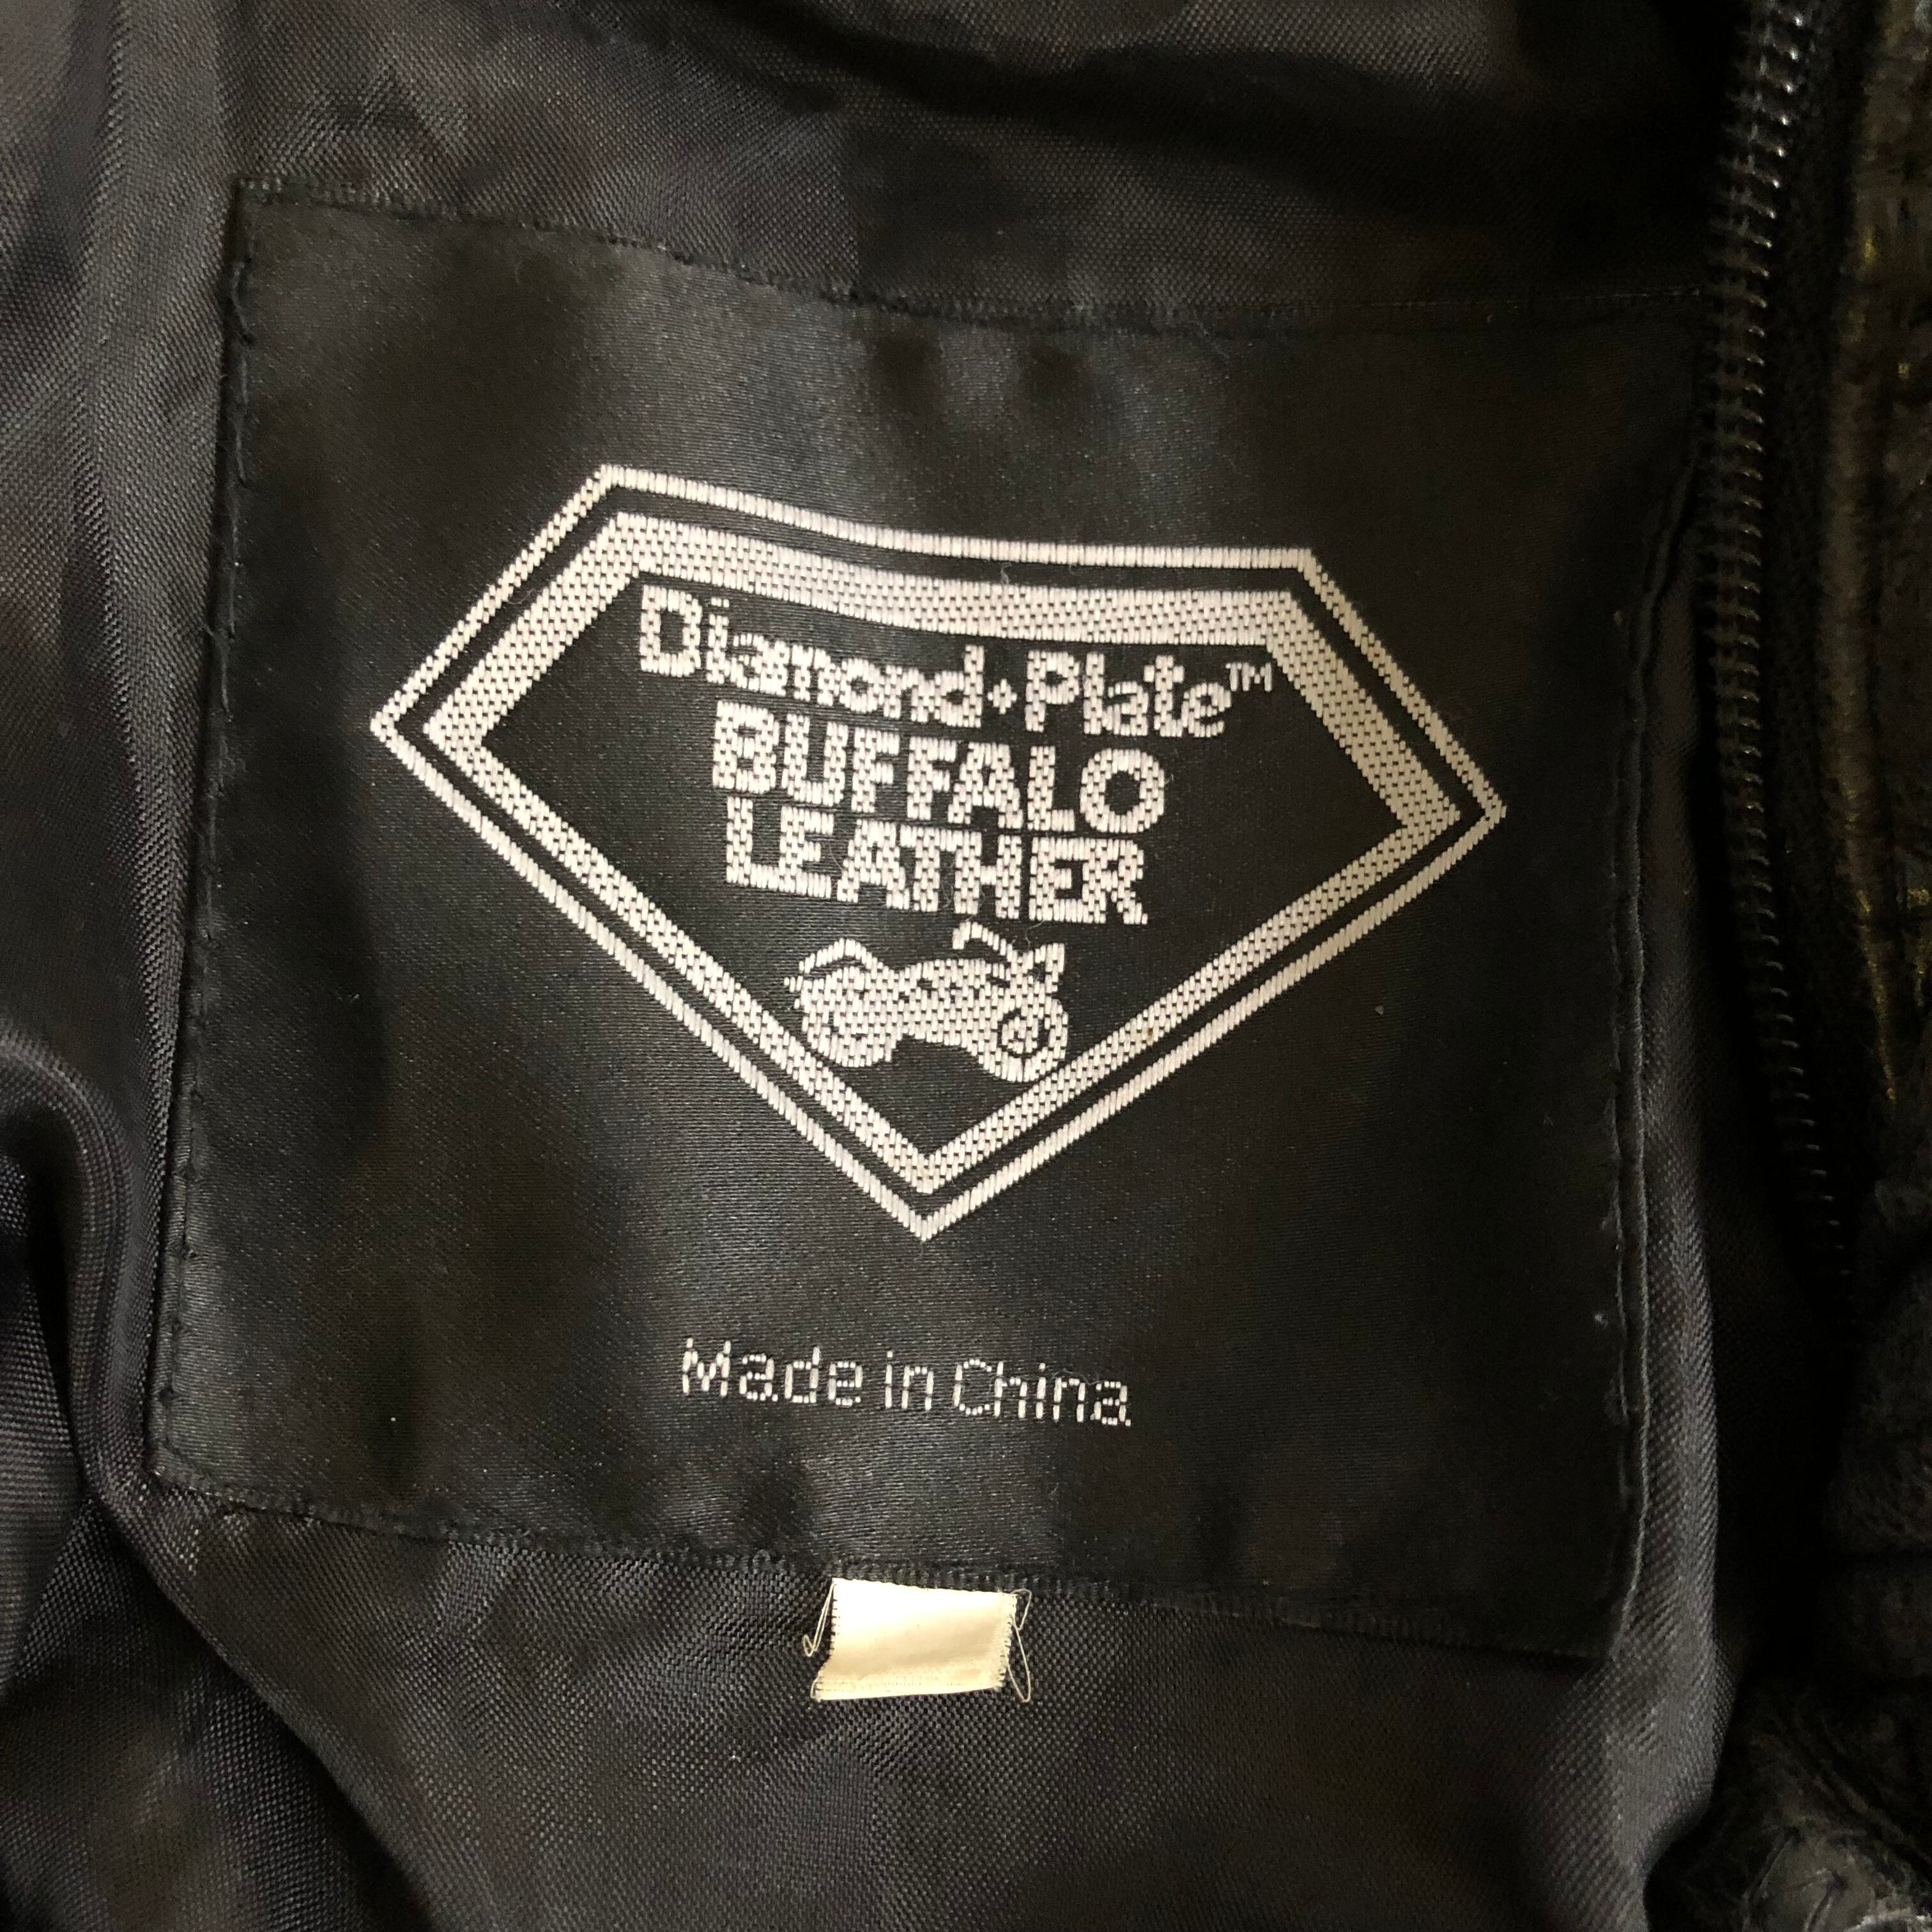 Diamond♦Plate™
BUFFALO
LEATHER
Made in China